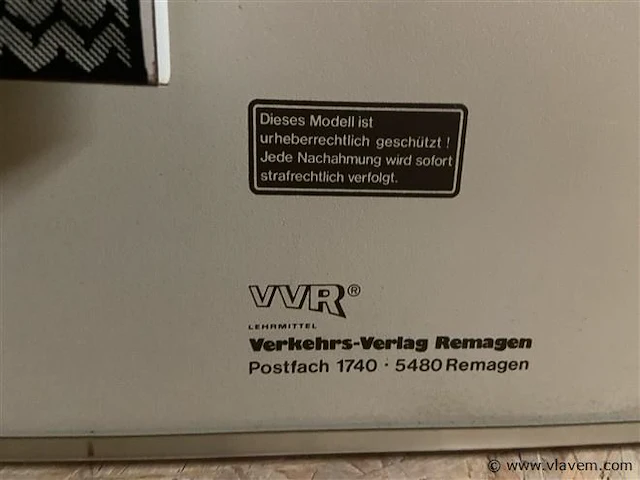 Dieses Modell ist
urheberrechtlich geschützt !
Jede Nachahmung wird sofort
strafrechtlich verfolgt.
VVR®
LEHRMITTEL
Verkehrs-Verlag Remagen
Postfach 1740 · 5480 Remagen
© www.vlavem.com